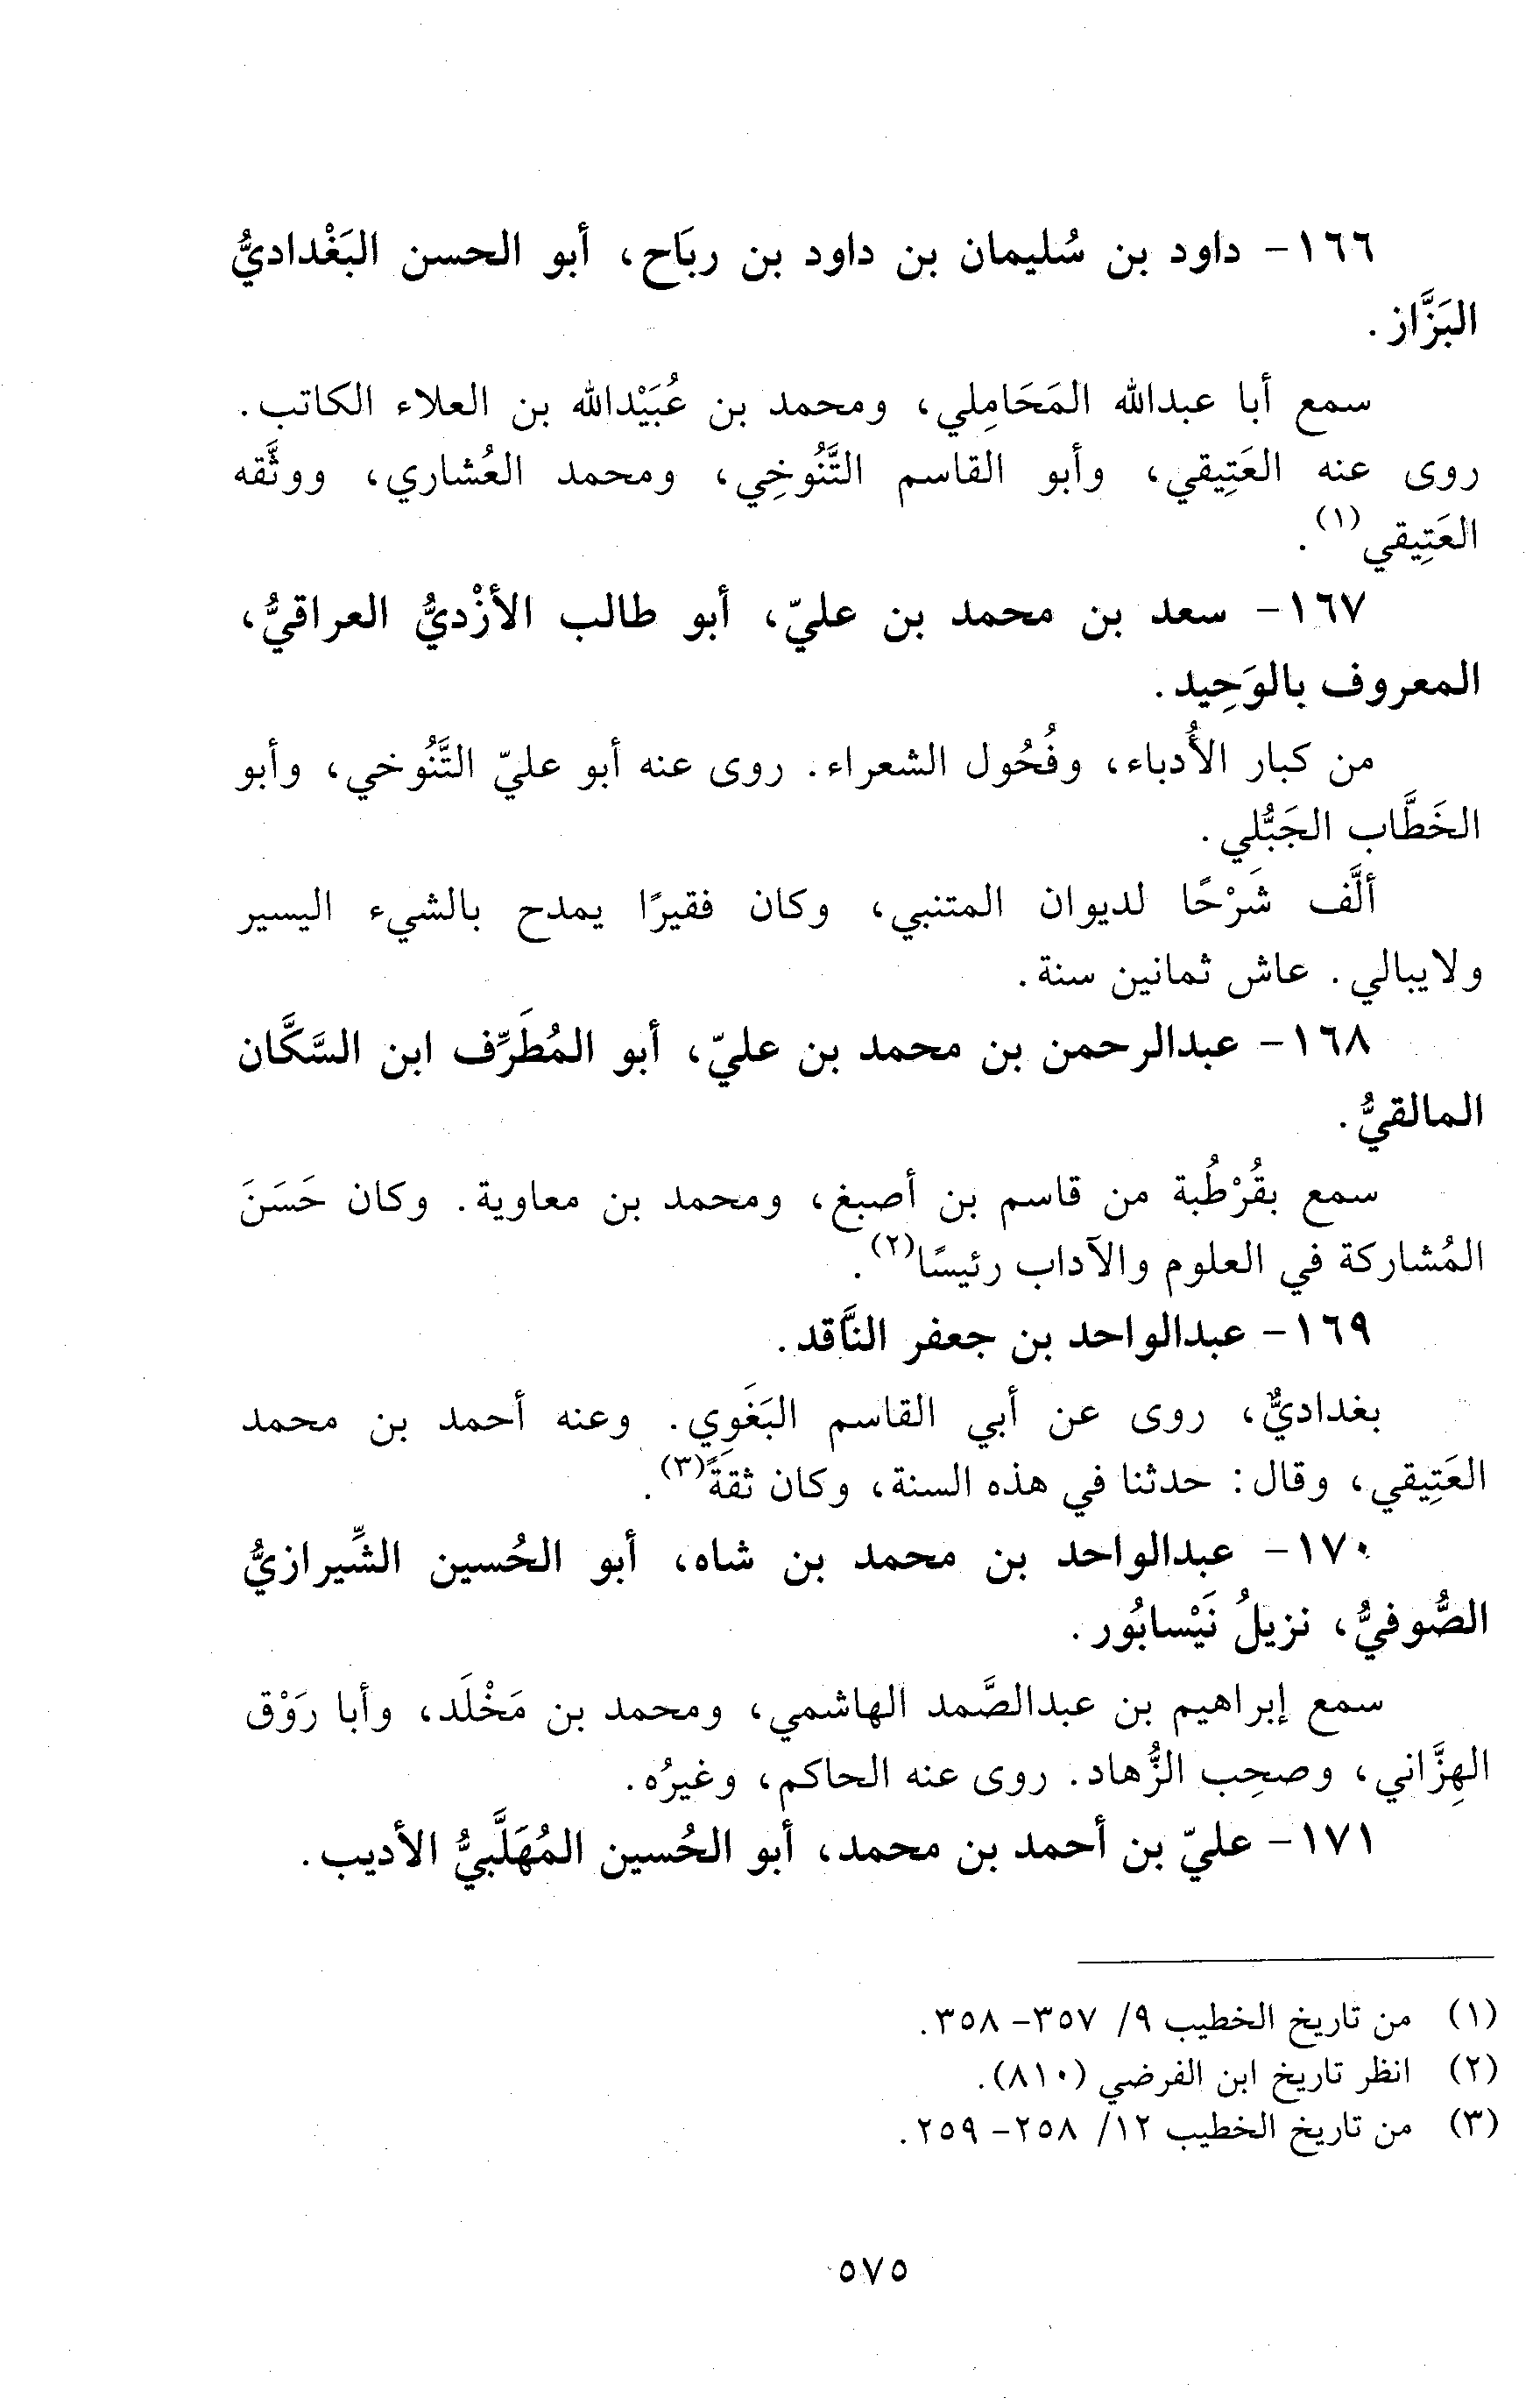 ١٦٦- داود بن سُليمان بن داود بن ربَاح، أبو الحسن البَغْداديُّ
البَزَّاز.
سمع أبا عبدالله المَحَامِلي، ومحمد بن عُبَيْدالله بن العلاء الكاتب.
روى عنه العَتِيقي، وأبو القاسم التَّنُوخِي، ومحمد العُشاري، ووثَّقه
العَتِيقي(١).
١٦٧- سعد بن محمد بن عليّ، أبو طالب الأزْديُّ العراقيُّ،
المعروف بالوَحِيد.
من كبار الأُدباء، وفُحُول الشعراء. روى عنه أبو عليّ التَّنُوخي، وأبو
الخَطَّاب الجَبُّلي.
ألَّف شَرْحًا لديوان المتنبي، وكان فقيرًا يمدح بالشيء اليسير
ولايبالي. عاش ثمانين سنة.
١٦٨- عبدالرحمن بن محمد بن عليّ، أبو المُطَرِّف ابن السَّكَّان
المالقيُّ.
سمع بقُرْطُبة من قاسم بن أصبغ، ومحمد بن معاوية. وكان حَسَنَ
المُشاركة في العلوم والآداب رئيسًا(٢).
١٦٩- عبدالواحد بن جعفر النَّاقد.
بغداديٌّ، روى عن أبي القاسم البَغَوِي. وعنه أحمد بن محمد
العَتِيقي، وقال: حدثنا في هذه السنة، وكان ثقةً(٣).
١٧٠- عبدالواحد بن محمد بن شاه، أبو الحُسين الشِّيرازيُّ
الصُّوفيُّ، نزيلُ نَيْسابُور.
سمع إبراهيم بن عبدالصَّمد الهاشمي، ومحمد بن مَخْلَد، وأبا رَوْق
الهِزَّاني، وصحِب الزُّهاد. روى عنه الحاكم، وغيرُه.
١٧١- عليّ بن أحمد بن محمد، أبو الحُسين المُهَلَّبيُّ الأديب.
(١) من تاريخ الخطيب ٩/ ٣٥٧- ٣٥٨.
(٢) انظر تاريخ ابن الفرضي (٨١٠).
(٣) من تاريخ الخطيب ١٢/ ٢٥٨- ٢٥٩.
٥٧٥